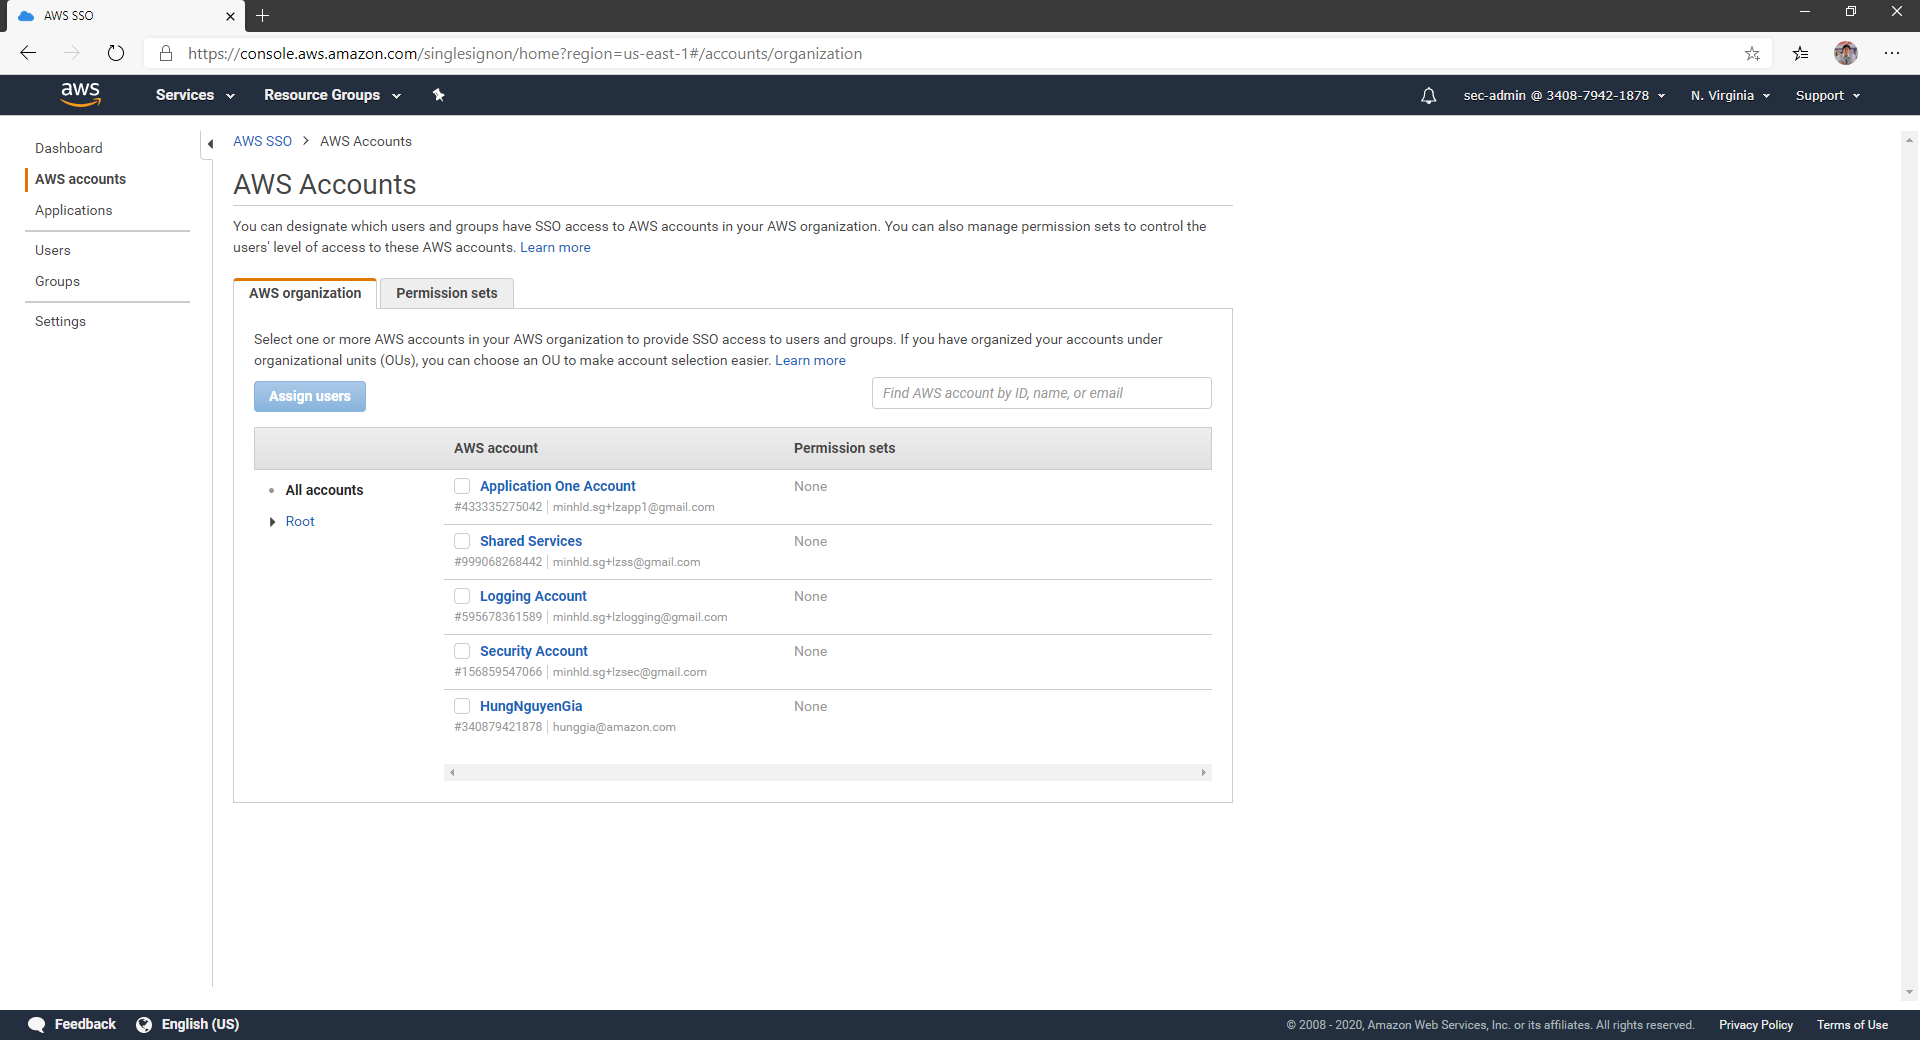 AWS SSO
https://console.aws.amazon.com/singlesignon/home?region=us-east-1#/accounts/organization
aws Services Resource Groups sec-admin @ 3408-7942-1878 N. Virginia Support
Dashboard
AWS accounts
Applications
Users
Groups
Settings
AWS SSO > AWS Accounts
AWS Accounts
You can designate which users and groups have SSO access to AWS accounts in your AWS organization. You can also manage permission sets to control the
users' level of access to these AWS accounts. Learn more
AWS organization Permission sets
Select one or more AWS accounts in your AWS organization to provide SSO access to users and groups. If you have organized your accounts under
organizational units (OUs), you can choose an OU to make account selection easier. Learn more
Assign users Find AWS account by ID, name, or email
AWS account Permission sets
All accounts
Root
Application One Account None
#433335275042 | minhld.sg+lzapp1@gmail.com
Shared Services None
#999068268442 | minhld.sg+lzss@gmail.com
Logging Account None
#595678361589 | minhld.sg+lzlogging@gmail.com
Security Account None
#156859547066 | minhld.sg+lzsec@gmail.com
HungNguyenGia None
#340879421878 | hunggia@amazon.com
Feedback English (US) © 2008 - 2020, Amazon Web Services, Inc. or its affiliates. All rights reserved. Privacy Policy Terms of Use